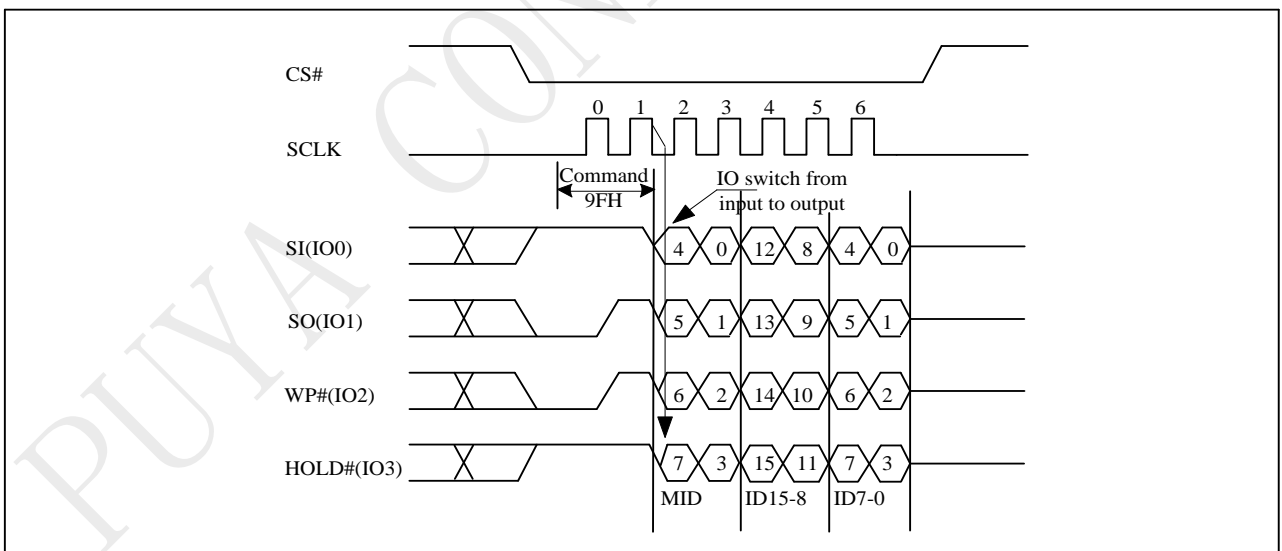 PUYA CON
CS#
0 1 2 3 4 5 6
SCLK
Command
9FH
IO switch from
input to output
SI(IO0)
4 0 12 8 4 0
SO(IO1)
5 1 13 9 5 1
WP#(IO2)
6 2 14 10 6 2
HOLD#(IO3)
7 3 15 11 7 3
MID ID15-8 ID7-0